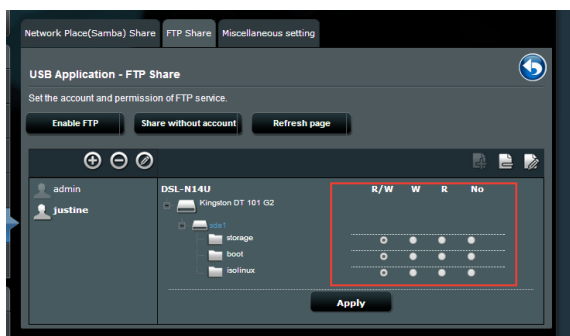 Network Place(Samba) Share FTP Share Miscellaneous setting
USB Application - FTP Share
Set the account and permission of FTP service.
Enable FTP Share without account Refresh page
admin
justine
DSL-N14U R/W W R No
Kingston DT 101 G2
sda1
storage
boot
isolinux
Apply